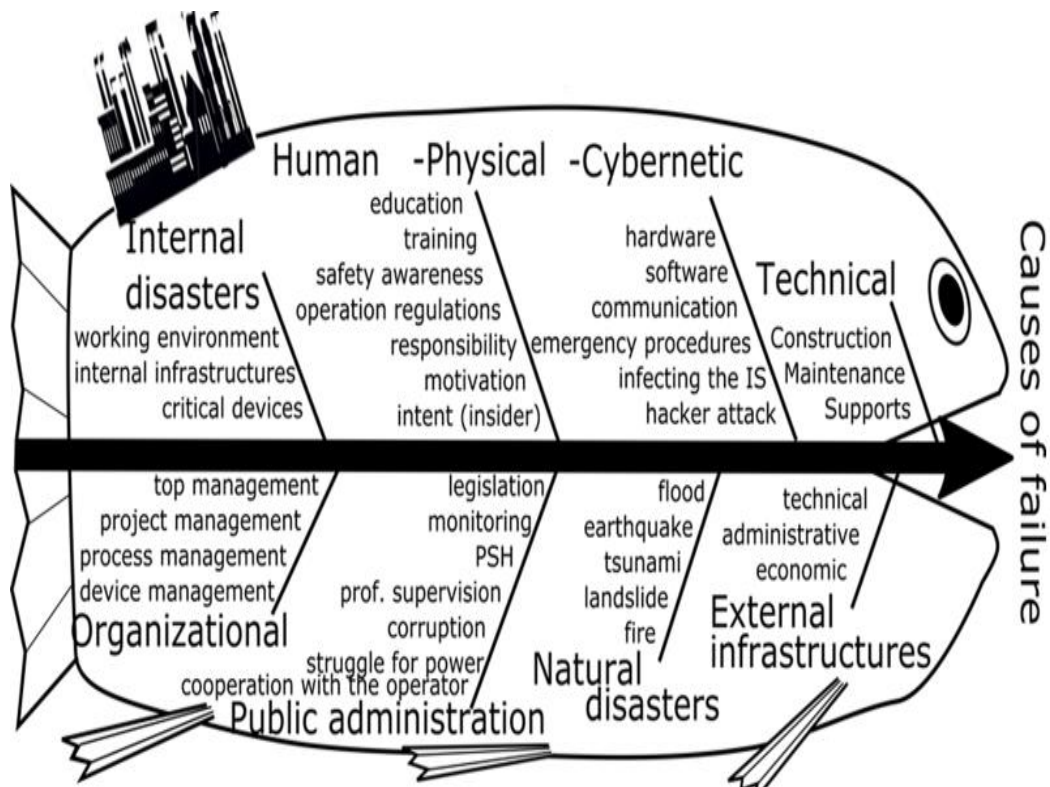 Human -Physical -Cybernetic
Internal
disasters
working environment
internal infrastructures
critical devices
education
training
safety awareness
operation regulations
responsibility
motivation
intent (insider)
hardware
software
communication
emergency procedures
infecting the IS
hacker attack
Technical
Construction
Maintenance
Supports
Causes of failure
top management
project management
process management
device management
Organizational
legislation
monitoring
PSH
prof. supervision
corruption
struggle for power
cooperation with the operator
Public administration
flood
earthquake
tsunami
landslide
fire
Natural
disasters
technical
administrative
economic
External
infrastructures